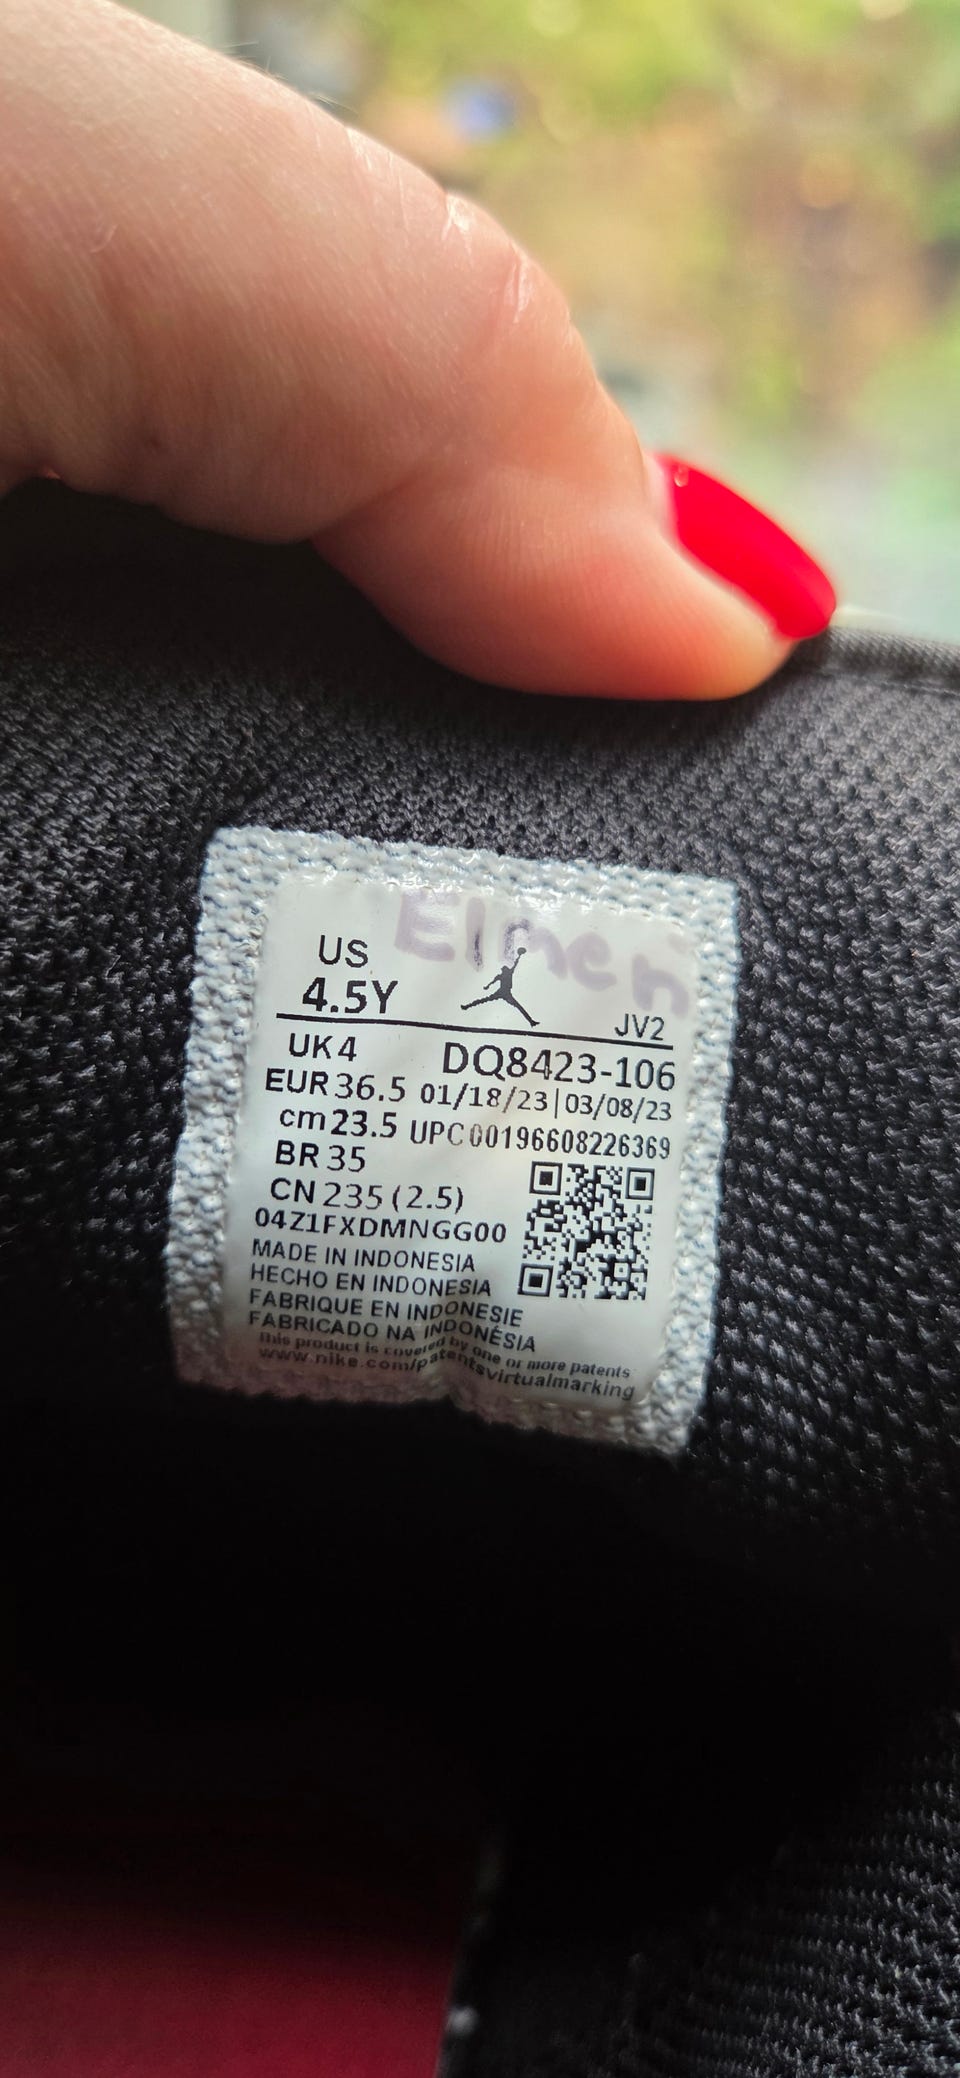 US
4.5Y
JV2
UK 4
DQ8423-106
EUR 36.5 01/18/23|03/08/23
cm 23.5 UPC 00196608226369
BR 35
CN 235 (2.5)
04Z1FXDMNGG00
MADE IN INDONESIA
HECHO EN INDONESIA
FABRIQUE EN INDONESIE
FABRICADO NA INDONÉSIA
This product is covered by one or more patents
www.nike.com/patentsvirtualmarking